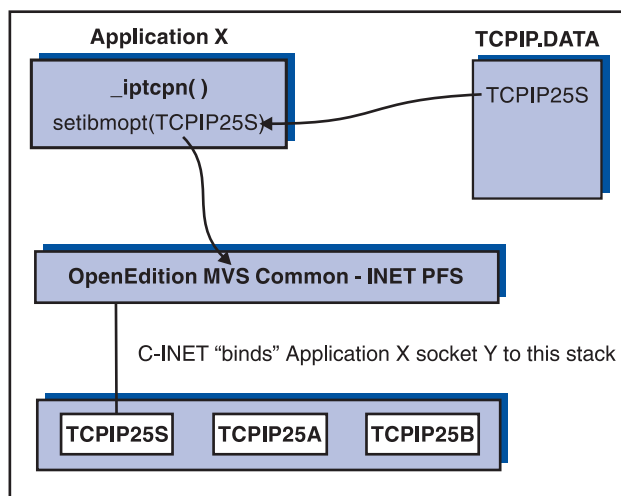 Application X
TCPIP.DATA
_iptcpn( )
setibmopt(TCPIP25S)
TCPIP25S
OpenEdition MVS Common - INET PFS
C-INET “binds” Application X socket Y to this stack
TCPIP25S
TCPIP25A
TCPIP25B